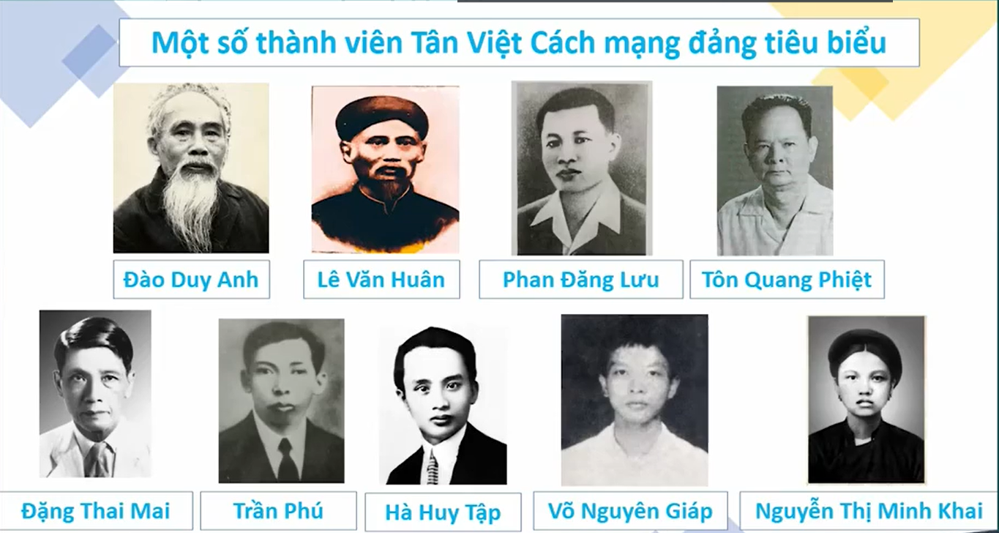 Một số thành viên Tân Việt Cách mạng đảng tiêu biểu
Đào Duy Anh
Lê Văn Huân
Phan Đăng Lưu
Tôn Quang Phiệt
Đặng Thai Mai
Trần Phú
Hà Huy Tập
Võ Nguyên Giáp
Nguyễn Thị Minh Khai